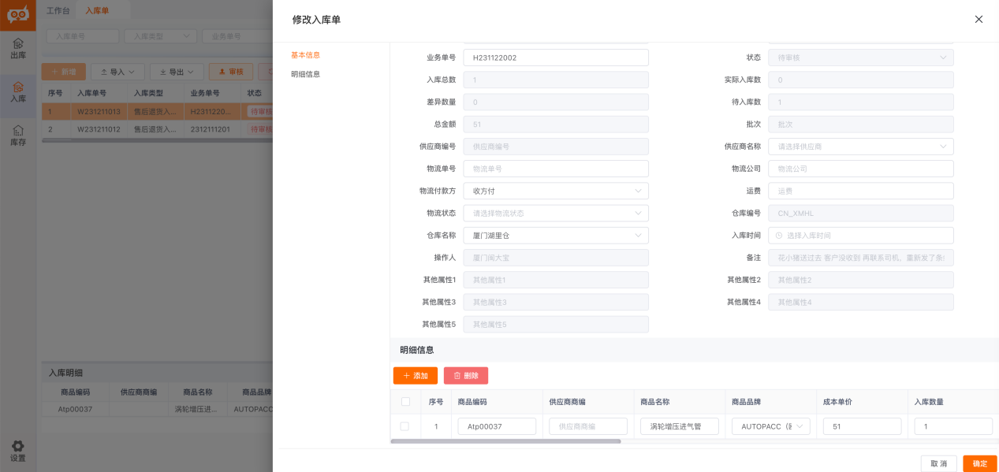 工作台 入库单
修改入库单
入库单号 入库类型 业务单号
出库
入库
库存
设置
新增 导入 导出 审核
序号 入库单号 入库类型 业务单号 状态
1 W231211013 售后退货入... H2311220... 待审核
2 W231211012 售后退货入... 2312111201 待审核
入库明细
商品编码 供应商商编 商品名称 商品品牌
Atp00037 涡轮增压进... AUTOPACC
基本信息
明细信息
业务单号 H231122002 状态 待审核
入库总数 1 实际入库数 0
差异数量 0 待入库数 1
总金额 51 批次 批次
供应商编号 供应商编号 供应商名称 请选择供应商
物流单号 物流单号 物流公司 物流公司
物流付款方 收方付 运费 运费
物流状态 请选择物流状态 仓库编号 CN_XMHL
仓库名称 厦门湖里仓 入库时间 选择入库时间
操作人 厦门闽大宝 备注 花小猪送过去 客户没收到 再联系司机，重新发了条
其他属性1 其他属性1 其他属性2 其他属性2
其他属性3 其他属性3 其他属性4 其他属性4
其他属性5 其他属性5
明细信息
添加 删除
序号 商品编码 供应商商编 商品名称 商品品牌 成本单价 入库数量
1 Atp00037 供应商商编 涡轮增压进气管 AUTOPACC 51 1
取消 确定